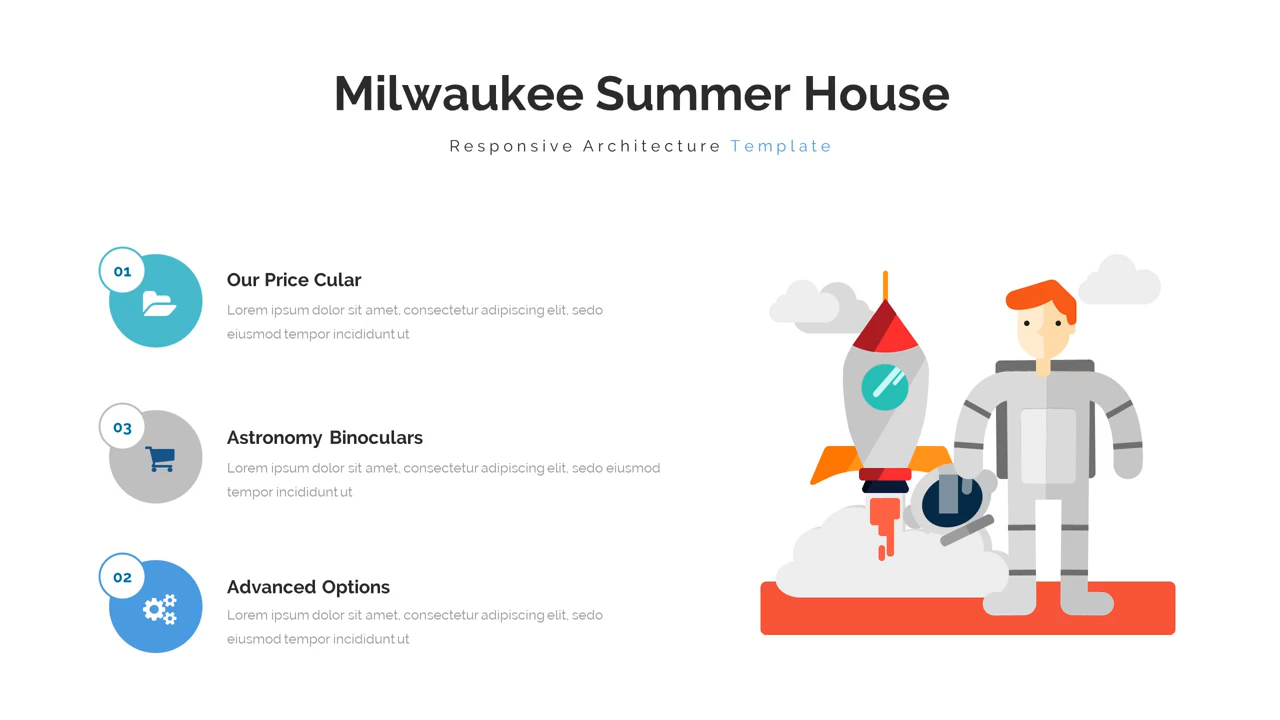 Milwaukee Summer House
Responsive Architecture Template
01
Our Price Cular
Lorem ipsum dolor sit amet, consectetur adipiscing elit, sedo
eiusmod tempor incididunt ut
03
Astronomy Binoculars
Lorem ipsum dolor sit amet, consectetur adipiscing elit, sedo eiusmod
tempor incididunt ut
02
Advanced Options
Lorem ipsum dolor sit amet, consectetur adipiscing elit, sedo
eiusmod tempor incididunt ut